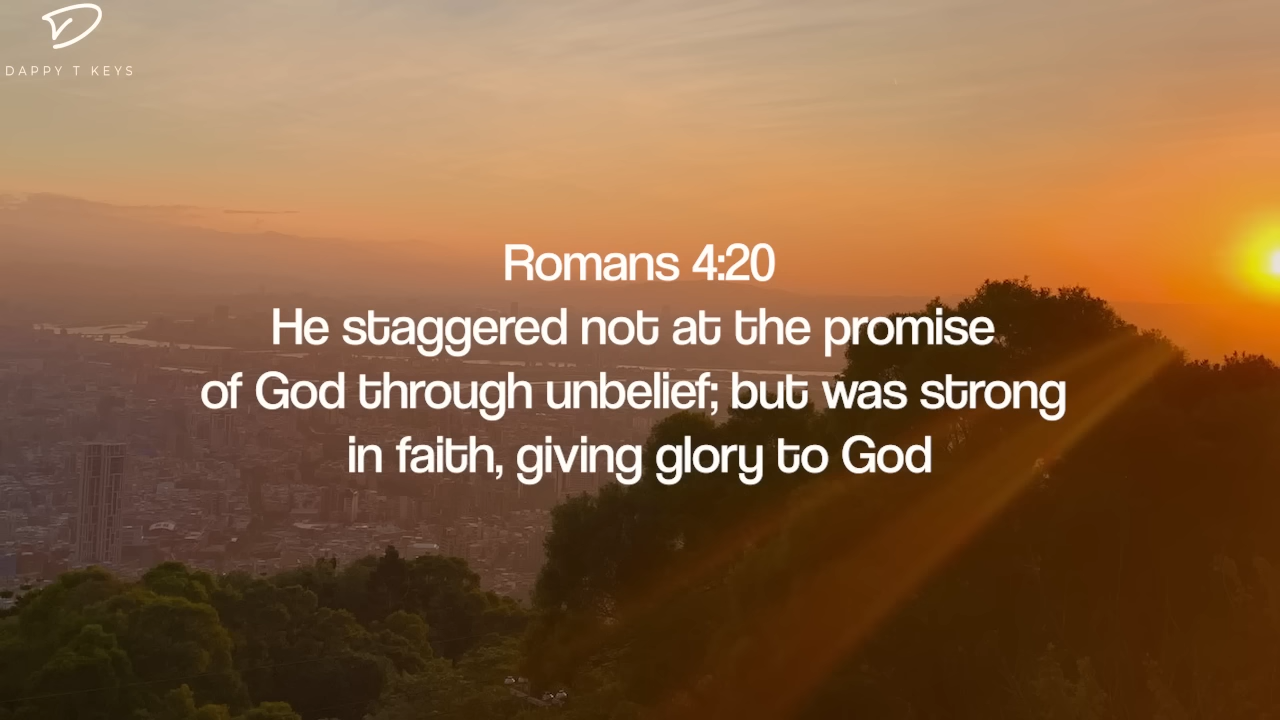 DAPPY T KEYS
Romans 4:20
He staggered not at the promise
of God through unbelief; but was strong
in faith, giving glory to God